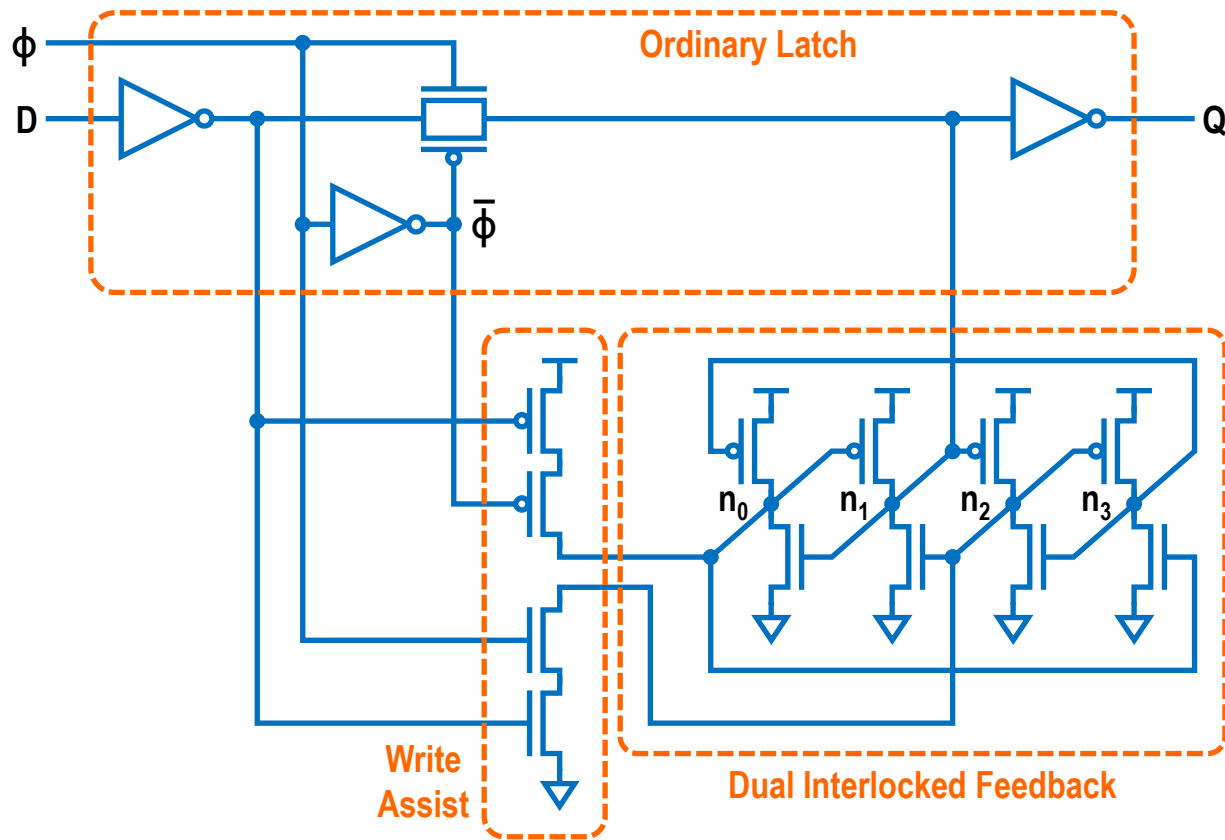 Ordinary Latch
ϕ
D
Q
ϕ̅
n₀
n₁
n₂
n₃
Write
Assist
Dual Interlocked Feedback